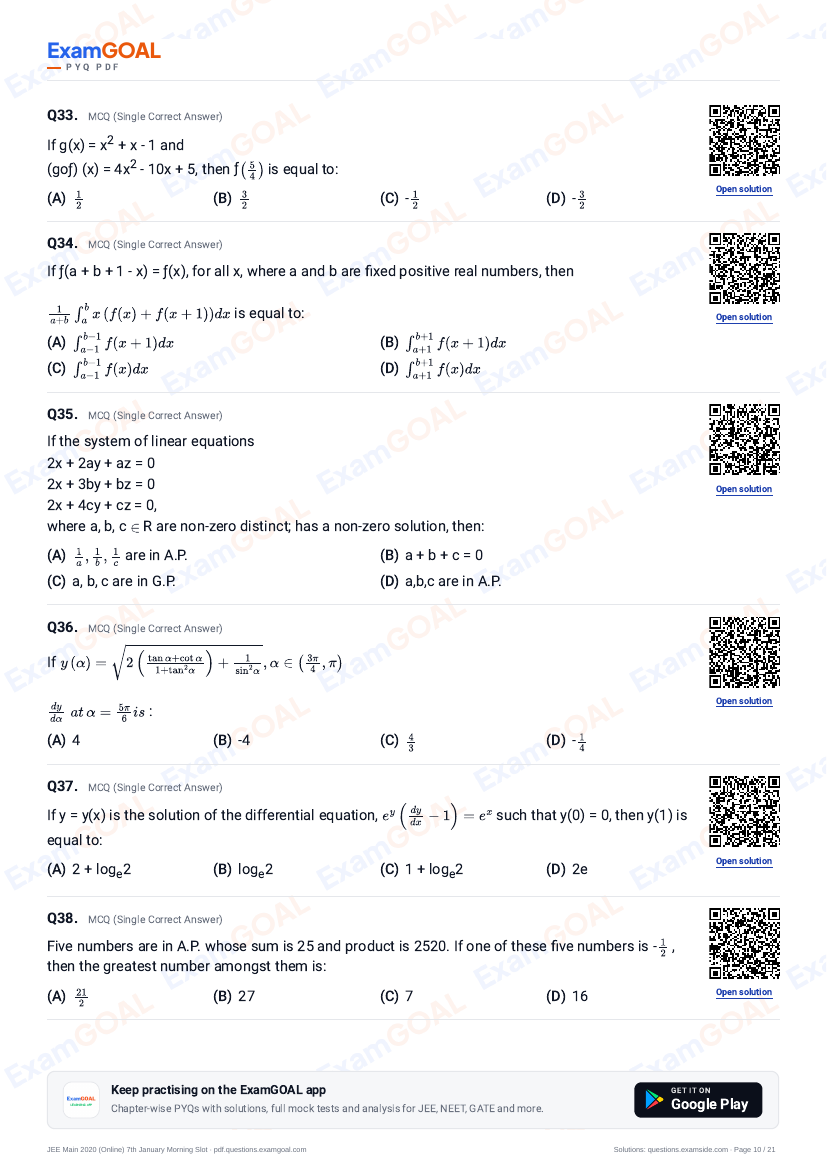 ExamGOAL
PYQ PDF
Q33. MCQ (Single Correct Answer)
If g(x) = x² + x - 1 and
(goƒ) (x) = 4x² - 10x + 5, then ƒ(5/4) is equal to:
(A) 1/2 (B) 3/2 (C) -1/2 (D) -3/2
Open solution
Q34. MCQ (Single Correct Answer)
If ƒ(a + b + 1 - x) = ƒ(x), for all x, where a and b are fixed positive real numbers, then
1/(a+b) ∫_a^b x (f(x) + f(x + 1))dx is equal to:
(A) ∫_{a−1}^{b−1} f(x + 1)dx (B) ∫_{a+1}^{b+1} f(x + 1)dx
(C) ∫_{a−1}^{b−1} f(x)dx (D) ∫_{a+1}^{b+1} f(x)dx
Open solution
Q35. MCQ (Single Correct Answer)
If the system of linear equations
2x + 2ay + az = 0
2x + 3by + bz = 0
2x + 4cy + cz = 0,
where a, b, c ∈ R are non-zero distinct; has a non-zero solution, then:
(A) 1/a, 1/b, 1/c are in A.P. (B) a + b + c = 0
(C) a, b, c are in G.P. (D) a,b,c are in A.P.
Open solution
Q36. MCQ (Single Correct Answer)
If y (α) = √(2 ((tan α+cot α)/(1+tan²α)) + 1/sin²α), α ∈ (3π/4, π)
dy/dα at α = 5π/6 is :
(A) 4 (B) -4 (C) 4/3 (D) -1/4
Open solution
Q37. MCQ (Single Correct Answer)
If y = y(x) is the solution of the differential equation, e^y (dy/dx − 1) = e^x such that y(0) = 0, then y(1) is
equal to:
(A) 2 + logₑ2 (B) logₑ2 (C) 1 + logₑ2 (D) 2e
Open solution
Q38. MCQ (Single Correct Answer)
Five numbers are in A.P. whose sum is 25 and product is 2520. If one of these five numbers is -1/2 ,
then the greatest number amongst them is:
(A) 21/2 (B) 27 (C) 7 (D) 16
Open solution
ExamGOAL
Keep practising on the ExamGOAL app
Chapter-wise PYQs with solutions, full mock tests and analysis for JEE, NEET, GATE and more.
GET IT ON
Google Play
JEE Main 2020 (Online) 7th January Morning Slot · pdf.questions.examgoal.com
Solutions: questions.examside.com · Page 10 / 21